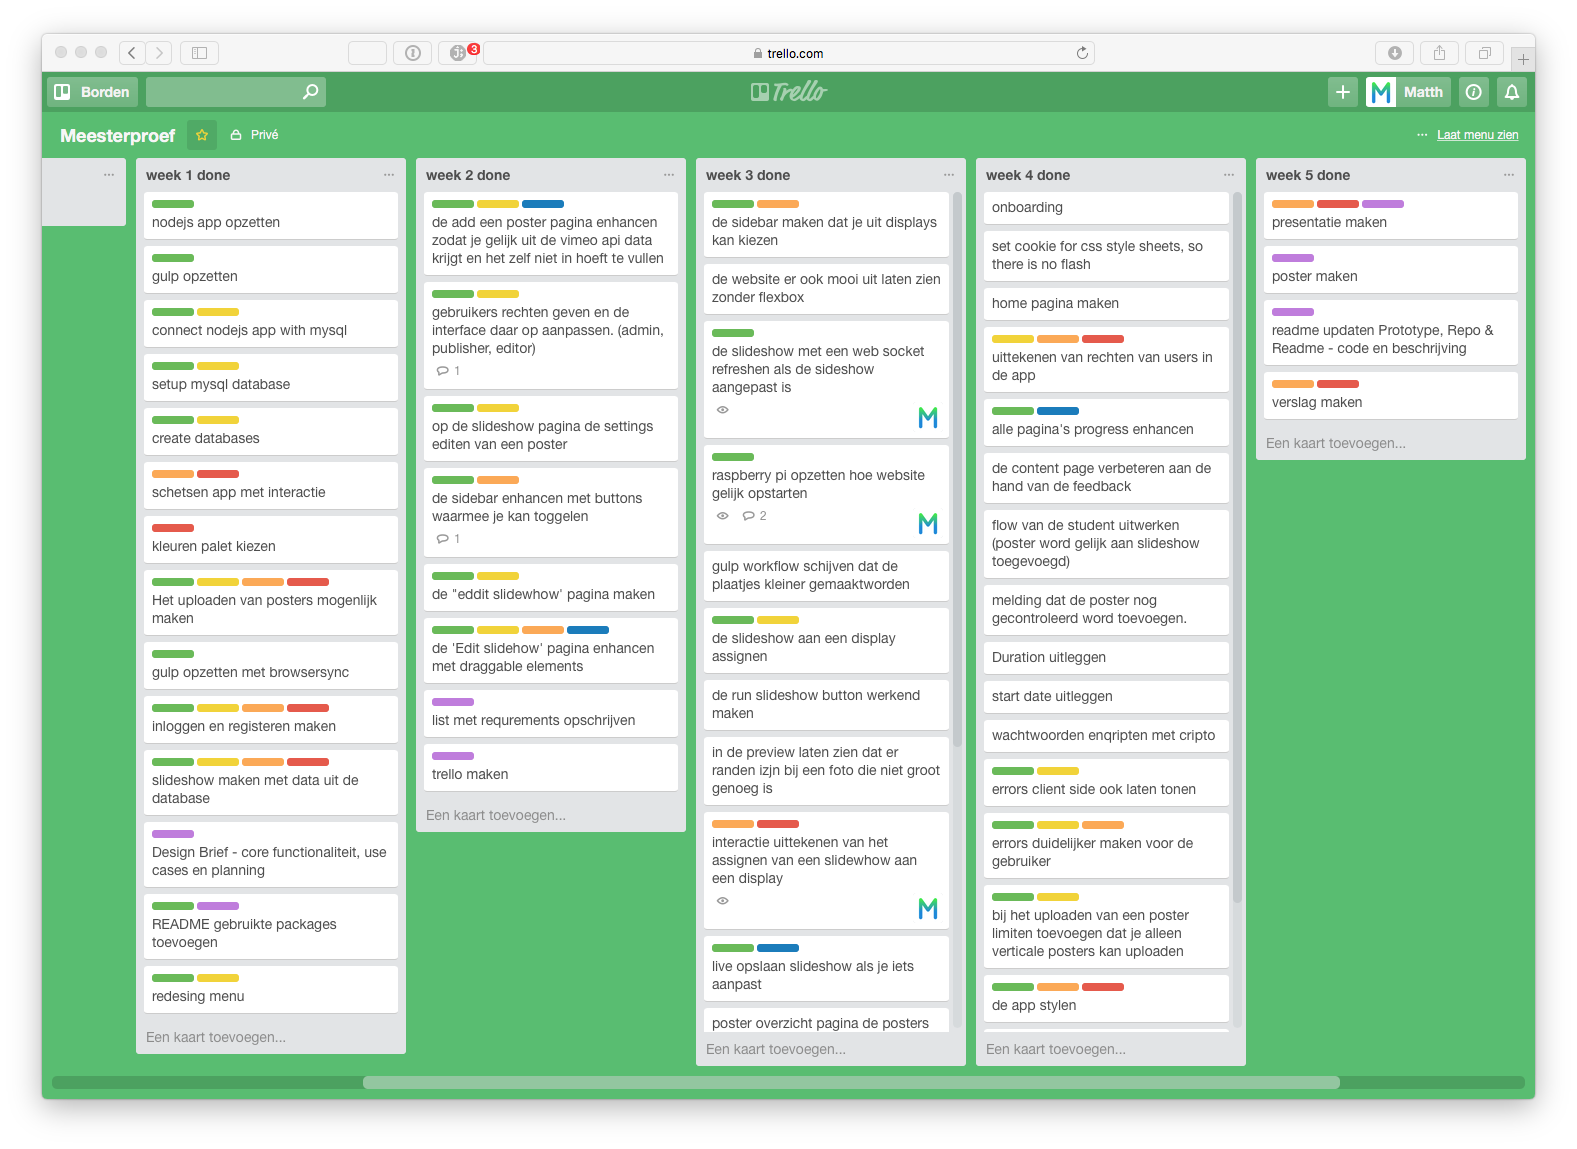 3
trello.com
Borden
Trello
Matth
Meesterproef
Privé
Laat menu zien
week 1 done
nodejs app opzetten
gulp opzetten
connect nodejs app with mysql
setup mysql database
create databases
schetsen app met interactie
kleuren palet kiezen
Het uploaden van posters mogenlijk
maken
gulp opzetten met browsersync
inloggen en registeren maken
slideshow maken met data uit de
database
Design Brief - core functionaliteit, use
cases en planning
README gebruikte packages
toevoegen
redesing menu
Een kaart toevoegen...
week 2 done
de add een poster pagina enhancen
zodat je gelijk uit de vimeo api data
krijgt en het zelf niet in hoeft te vullen
gebruikers rechten geven en de
interface daar op aanpassen. (admin,
publisher, editor)
1
op de slideshow pagina de settings
editen van een poster
de sidebar enhancen met buttons
waarmee je kan toggelen
1
de "eddit slidewhow' pagina maken
de 'Edit slidehow' pagina enhancen
met draggable elements
list met requrements opschrijven
trello maken
Een kaart toevoegen...
week 3 done
de sidebar maken dat je uit displays
kan kiezen
de website er ook mooi uit laten zien
zonder flexbox
de slideshow met een web socket
refreshen als de sideshow
aangepast is
raspberry pi opzetten hoe website
gelijk opstarten
2
gulp workflow schijven dat de
plaatjes kleiner gemaaktworden
de slideshow aan een display
assignen
de run slideshow button werkend
maken
in de preview laten zien dat er
randen izjn bij een foto die niet groot
genoeg is
interactie uittekenen van het
assignen van een slidewhow aan
een display
live opslaan slideshow als je iets
aanpast
poster overzicht pagina de posters
Een kaart toevoegen...
week 4 done
onboarding
set cookie for css style sheets, so
there is no flash
home pagina maken
uittekenen van rechten van users in
de app
alle pagina's progress enhancen
de content page verbeteren aan de
hand van de feedback
flow van de student uitwerken
(poster word gelijk aan slideshow
toegevoegd)
melding dat de poster nog
gecontroleerd word toevoegen.
Duration uitleggen
start date uitleggen
wachtwoorden enqripten met cripto
errors client side ook laten tonen
errors duidelijker maken voor de
gebruiker
bij het uploaden van een poster
limiten toevoegen dat je alleen
verticale posters kan uploaden
de app stylen
Een kaart toevoegen...
week 5 done
presentatie maken
poster maken
readme updaten Prototype, Repo &
Readme - code en beschrijving
verslag maken
Een kaart toevoegen...